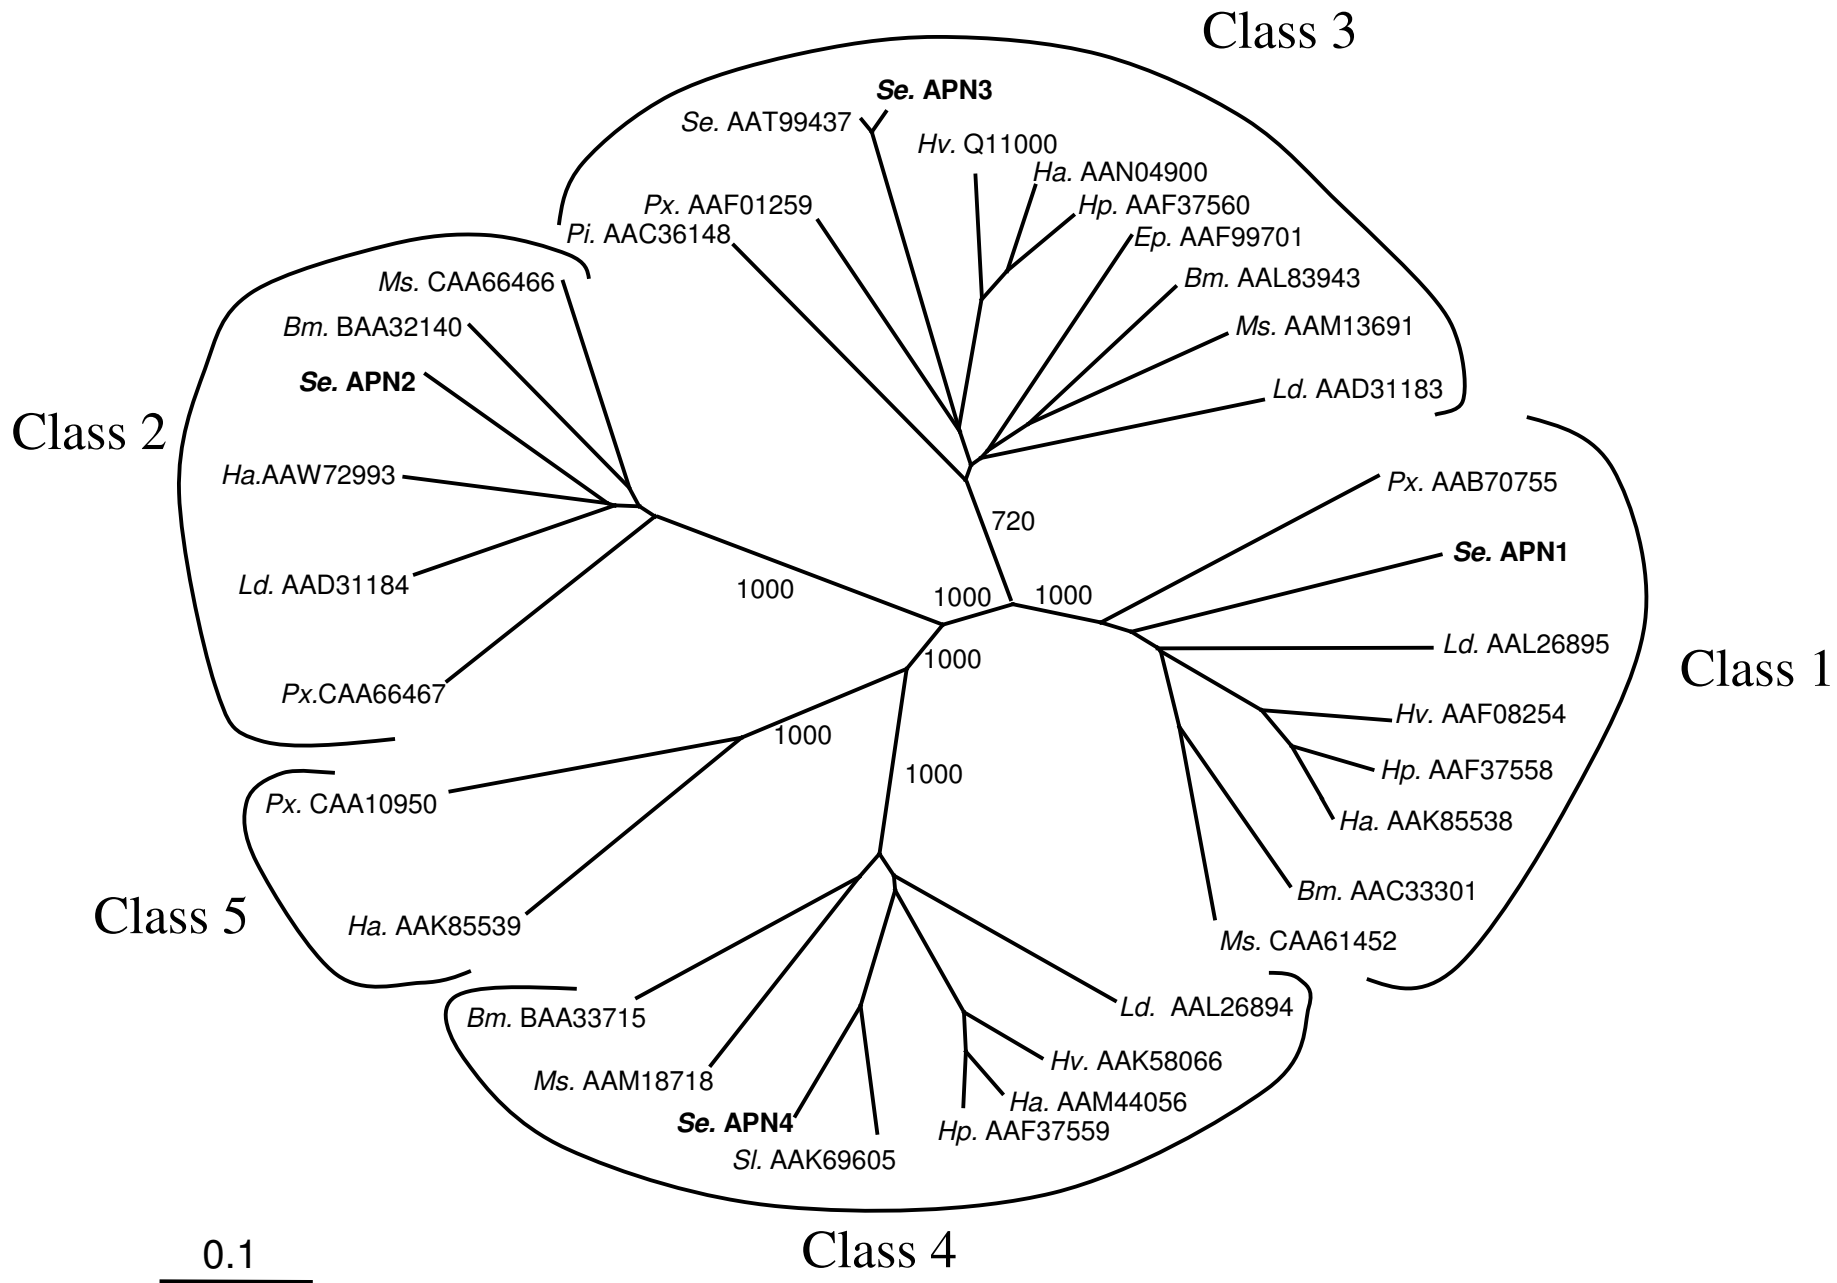 Class 3
Se. APN3
Se. AAT99437
Hv. Q11000
Ha. AAN04900
Px. AAF01259
Hp. AAF37560
Pi. AAC36148
Ep. AAF99701
Bm. AAL83943
Ms. AAM13691
Ld. AAD31183
Ms. CAA66466
Bm. BAA32140
Se. APN2
Class 2
Ha.AAW72993
Ld. AAD31184
Px.CAA66467
720
1000
1000
1000
1000
1000
1000
Px. AAB70755
Se. APN1
Ld. AAL26895
Class 1
Hv. AAF08254
Hp. AAF37558
Ha. AAK85538
Bm. AAC33301
Ms. CAA61452
Px. CAA10950
Class 5
Ha. AAK85539
Bm. BAA33715
Ms. AAM18718
Se. APN4
Sl. AAK69605
Ld. AAL26894
Hv. AAK58066
Ha. AAM44056
Hp. AAF37559
Class 4
0.1